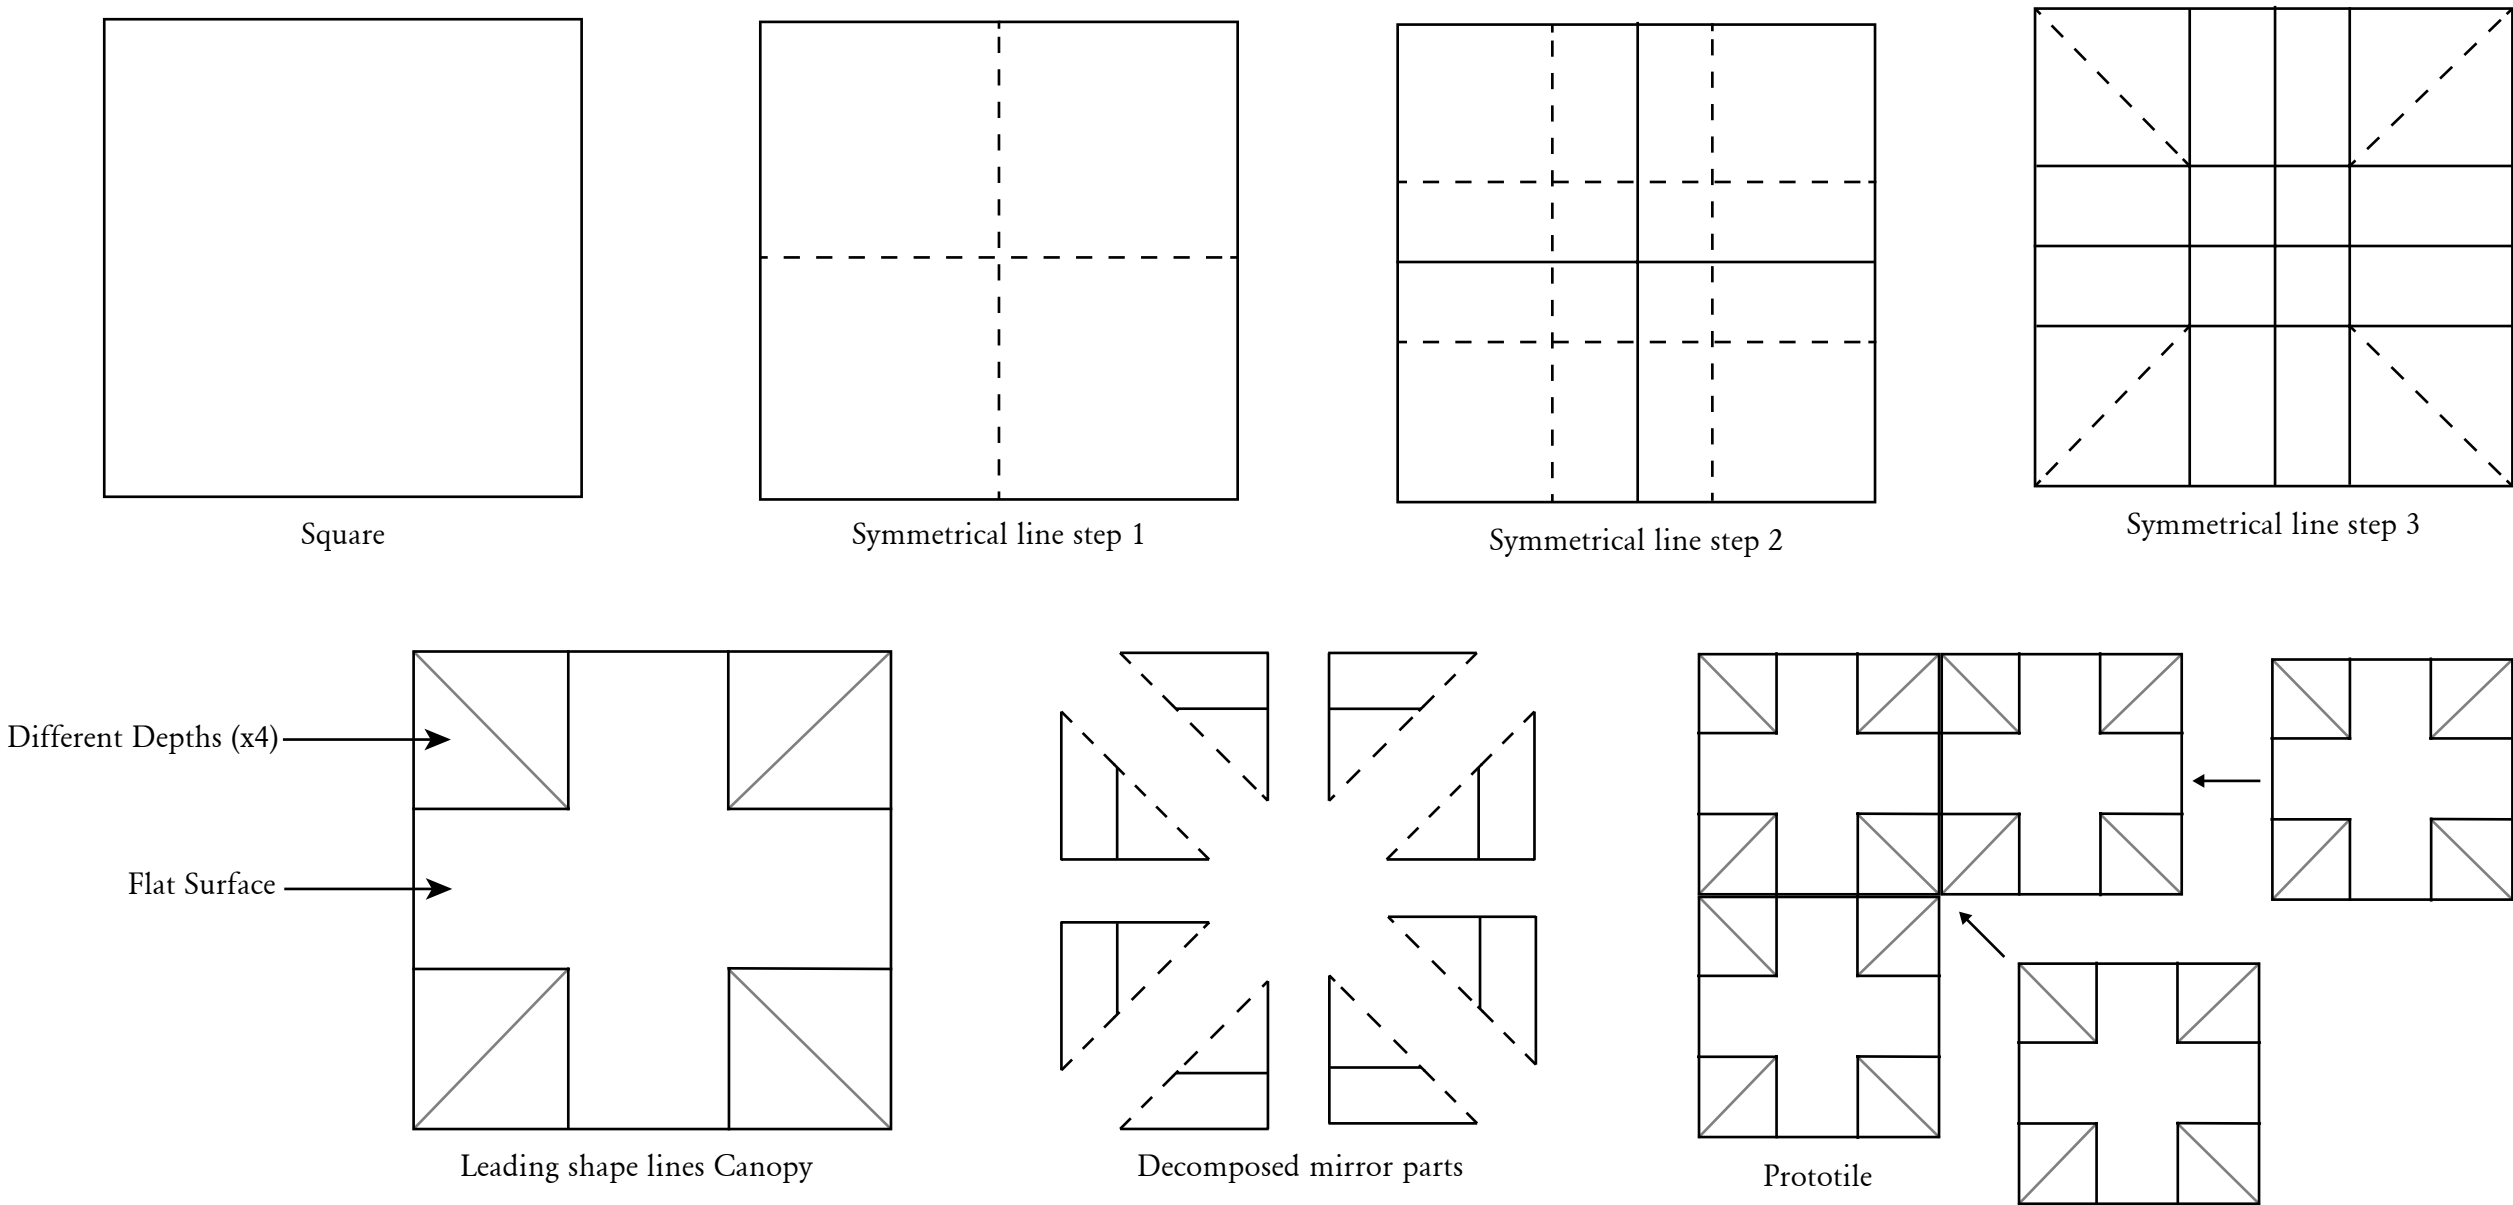 Square
Symmetrical line step 1
Symmetrical line step 2
Symmetrical line step 3
Different Depths (x4)
Flat Surface
Leading shape lines Canopy
Decomposed mirror parts
Prototile